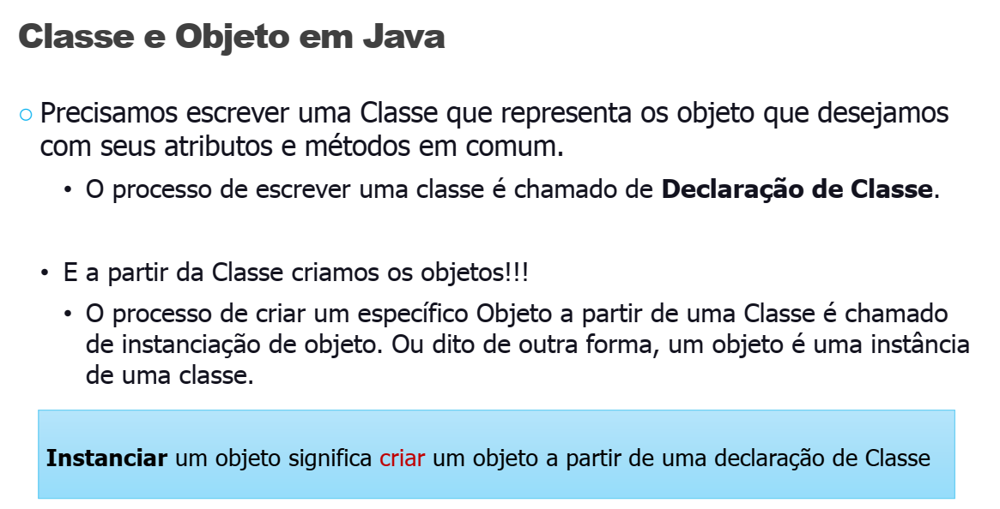 Classe e Objeto em Java
Precisamos escrever uma Classe que representa os objeto que desejamos
com seus atributos e métodos em comum.
• O processo de escrever uma classe é chamado de Declaração de Classe.
• E a partir da Classe criamos os objetos!!!
• O processo de criar um específico Objeto a partir de uma Classe é chamado
de instanciação de objeto. Ou dito de outra forma, um objeto é uma instância
de uma classe.
Instanciar um objeto significa criar um objeto a partir de uma declaração de Classe